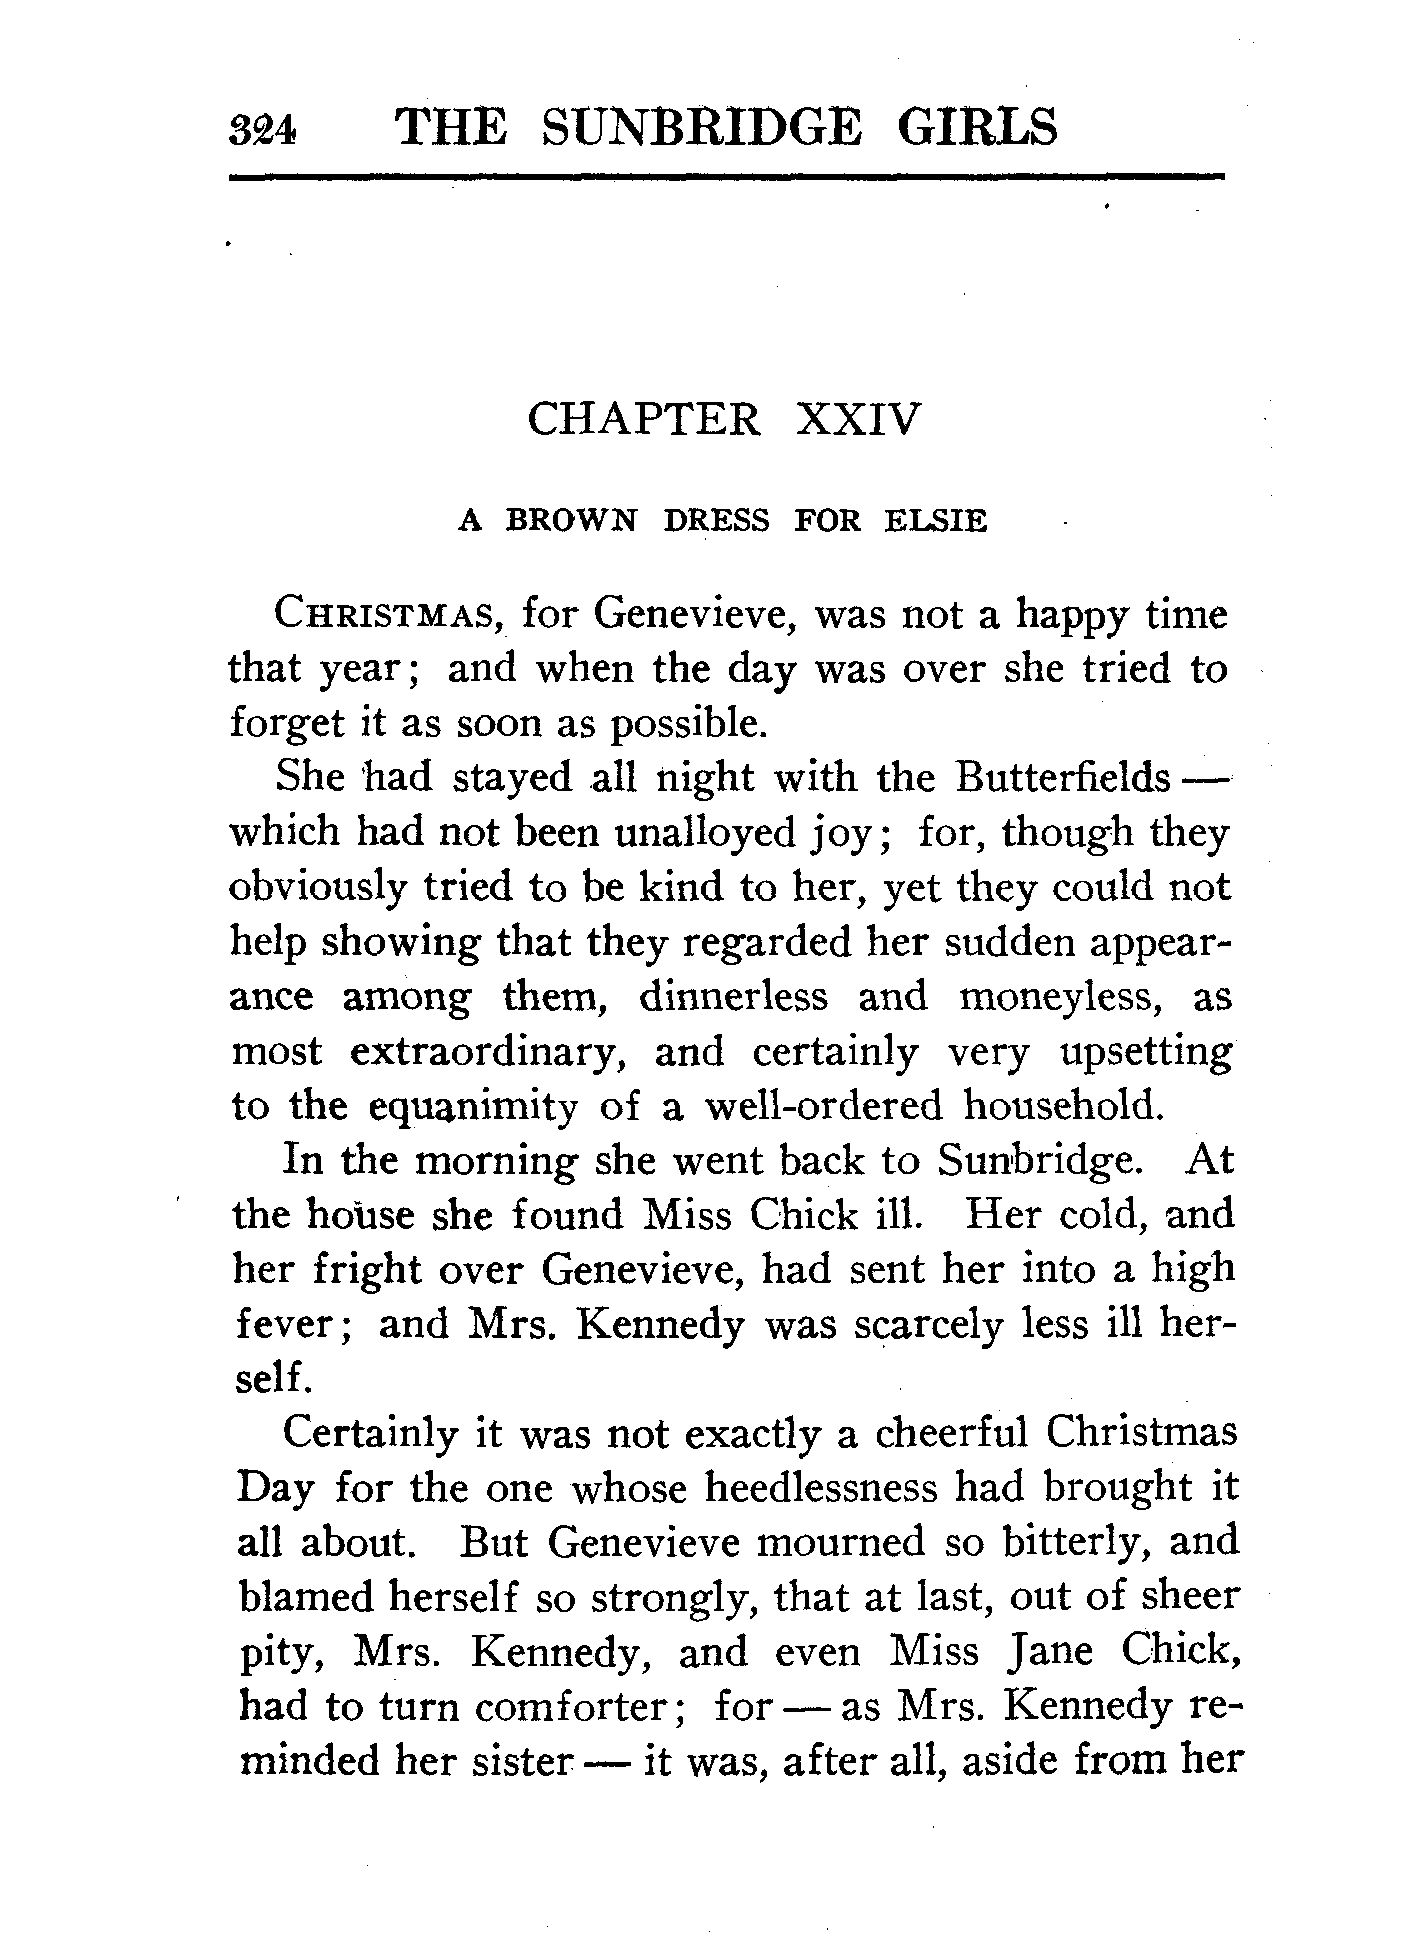 324 THE SUNBRIDGE GIRLS
CHAPTER XXIV
A BROWN DRESS FOR ELSIE
CHRISTMAS, for Genevieve, was not a happy time
that year; and when the day was over she tried to
forget it as soon as possible.
She had stayed all night with the Butterfields —
which had not been unalloyed joy; for, though they
obviously tried to be kind to her, yet they could not
help showing that they regarded her sudden appear-
ance among them, dinnerless and moneyless, as
most extraordinary, and certainly very upsetting
to the equanimity of a well-ordered household.
In the morning she went back to Sunbridge. At
the house she found Miss Chick ill. Her cold, and
her fright over Genevieve, had sent her into a high
fever; and Mrs. Kennedy was scarcely less ill her-
self.
Certainly it was not exactly a cheerful Christmas
Day for the one whose heedlessness had brought it
all about. But Genevieve mourned so bitterly, and
blamed herself so strongly, that at last, out of sheer
pity, Mrs. Kennedy, and even Miss Jane Chick,
had to turn comforter; for — as Mrs. Kennedy re-
minded her sister — it was, after all, aside from her